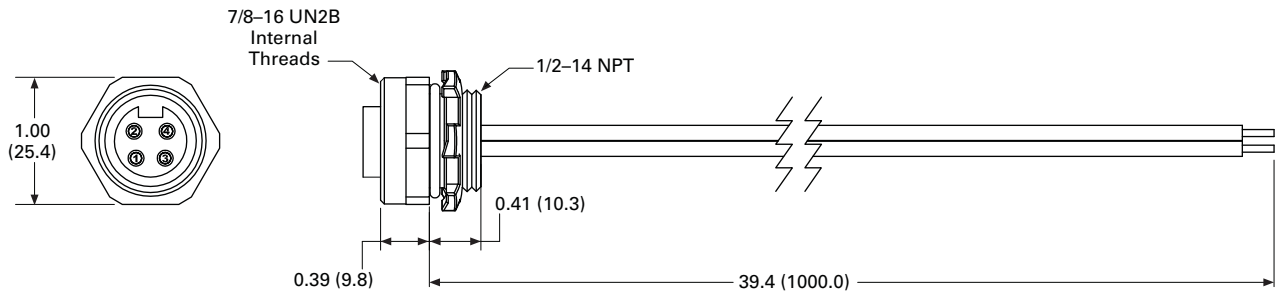 7/8–16 UN2B
Internal
Threads
1/2–14 NPT
1.00
(25.4)
2 4
1 3
0.41 (10.3)
0.39 (9.8)
39.4 (1000.0)